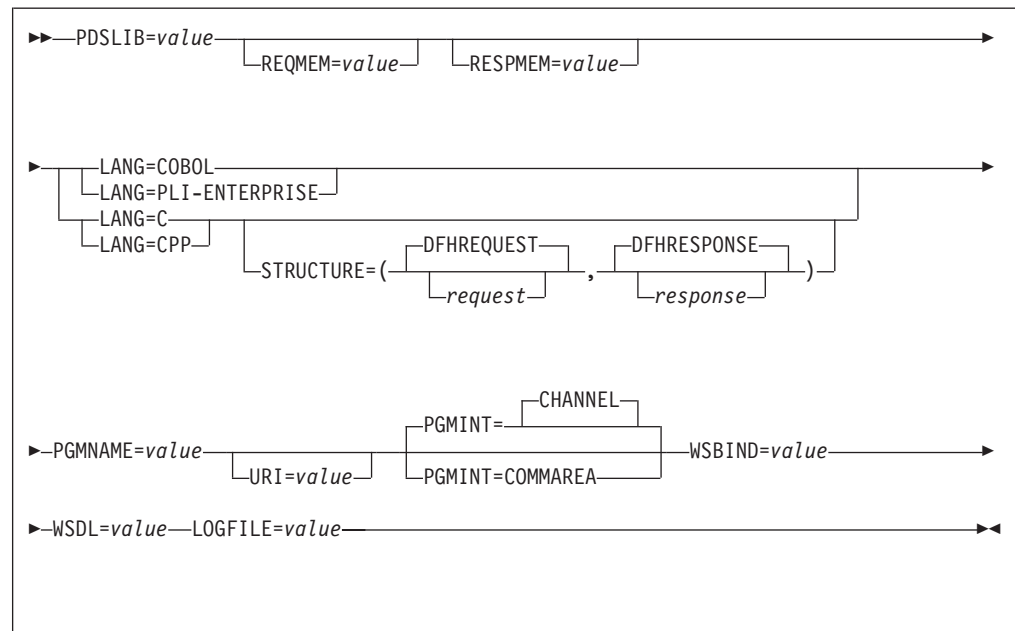 PDSLIB=value
REQMEM=value RESPMEM=value
LANG=COBOL
LANG=PLI-ENTERPRISE
LANG=C
LANG=CPP
DFHREQUEST DFHRESPONSE
STRUCTURE=( , )
request response
CHANNEL
PGMINT=
PGMNAME=value WSBIND=value
URI=value PGMINT=COMMAREA
WSDL=value LOGFILE=value